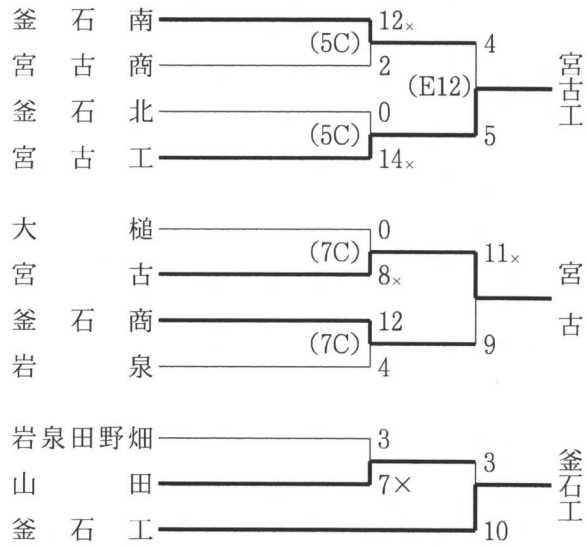 釜石南 12×
(5C) 4
宮古商 2
(E12) 宮古工
釜石北 0
(5C) 5
宮古工 14×
大槌 0
(7C) 11×
宮古 8×
宮古
釜石商 12
(7C) 9
岩泉 4
岩泉田野畑 3
3
山田 7×
釜石工
釜石工 10